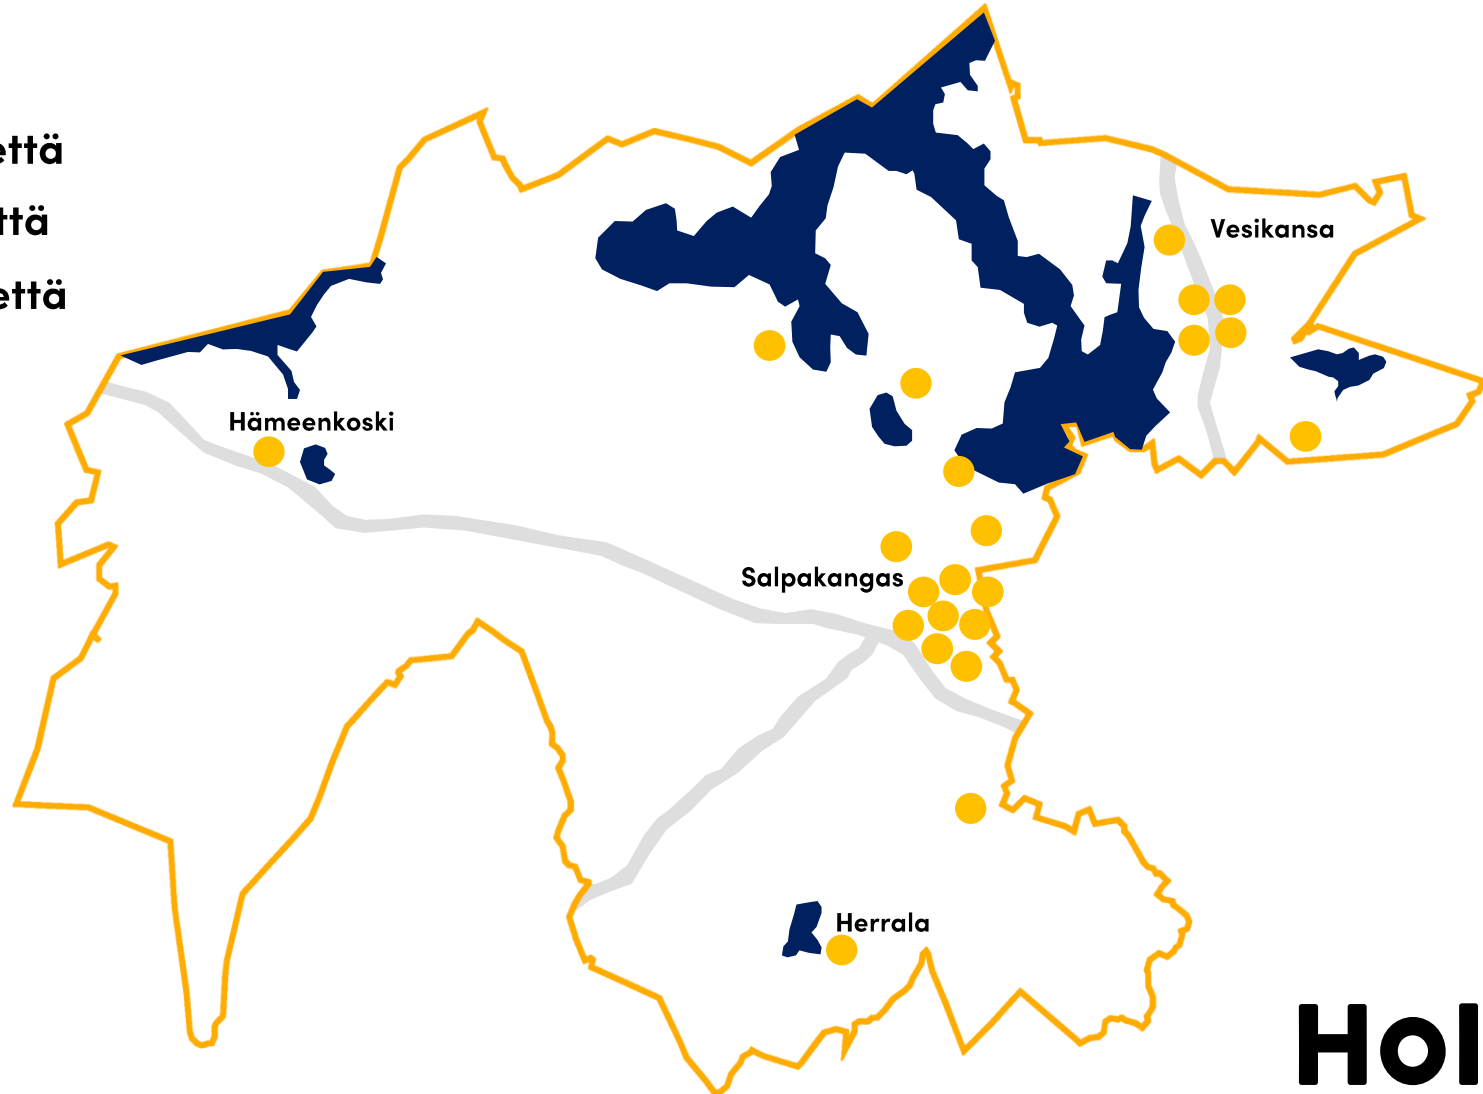 että
ttä
että
Vesikansa
Hämeenkoski
Salpakangas
Herrala
Hol